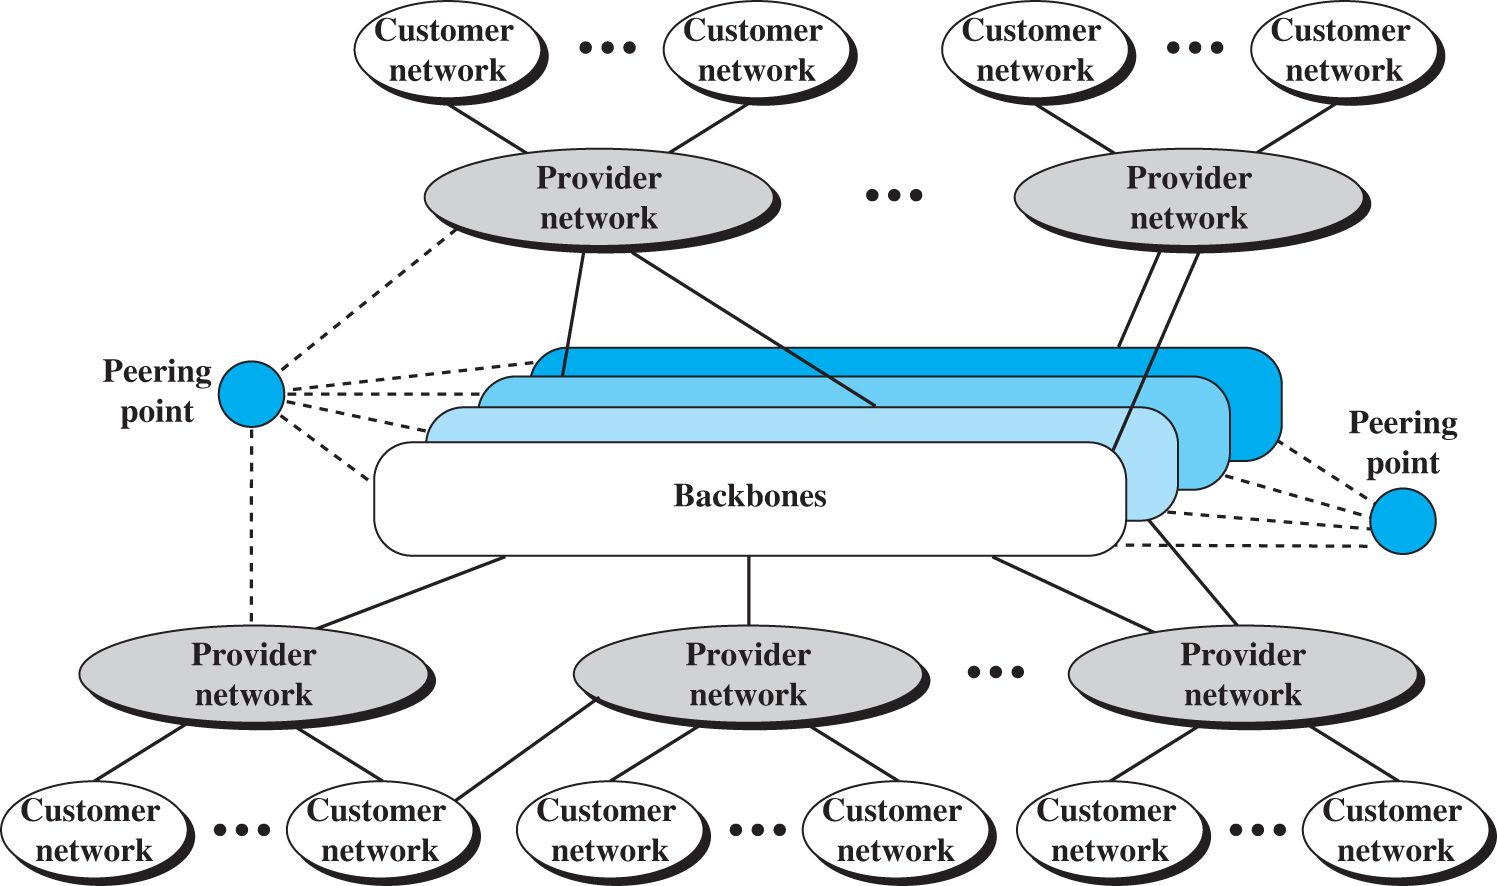 Customer
network
Customer
network
Customer
network
Customer
network
Provider
network
Provider
network
Peering
point
Peering
point
Backbones
Provider
network
Provider
network
Provider
network
Customer
network
Customer
network
Customer
network
Customer
network
Customer
network
Customer
network